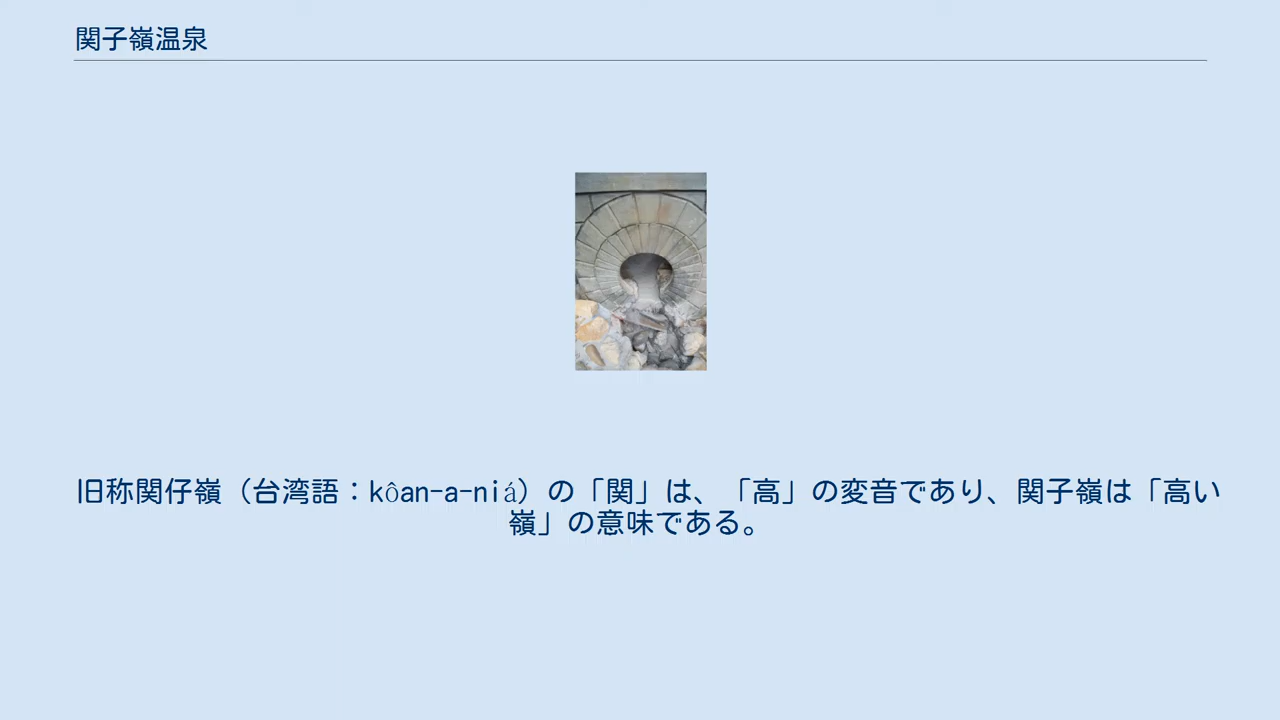 関子嶺温泉
旧称関仔嶺（台湾語：kôan-a-niá）の「関」は、「高」の変音であり、関子嶺は「高い
嶺」の意味である。